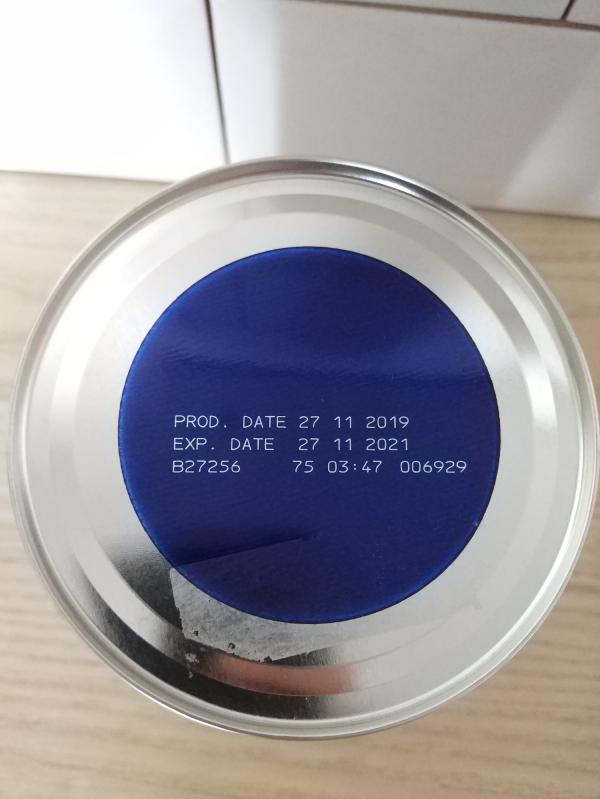 PROD. DATE 27 11 2019
EXP. DATE 27 11 2021
B27256 75 03:47 006929